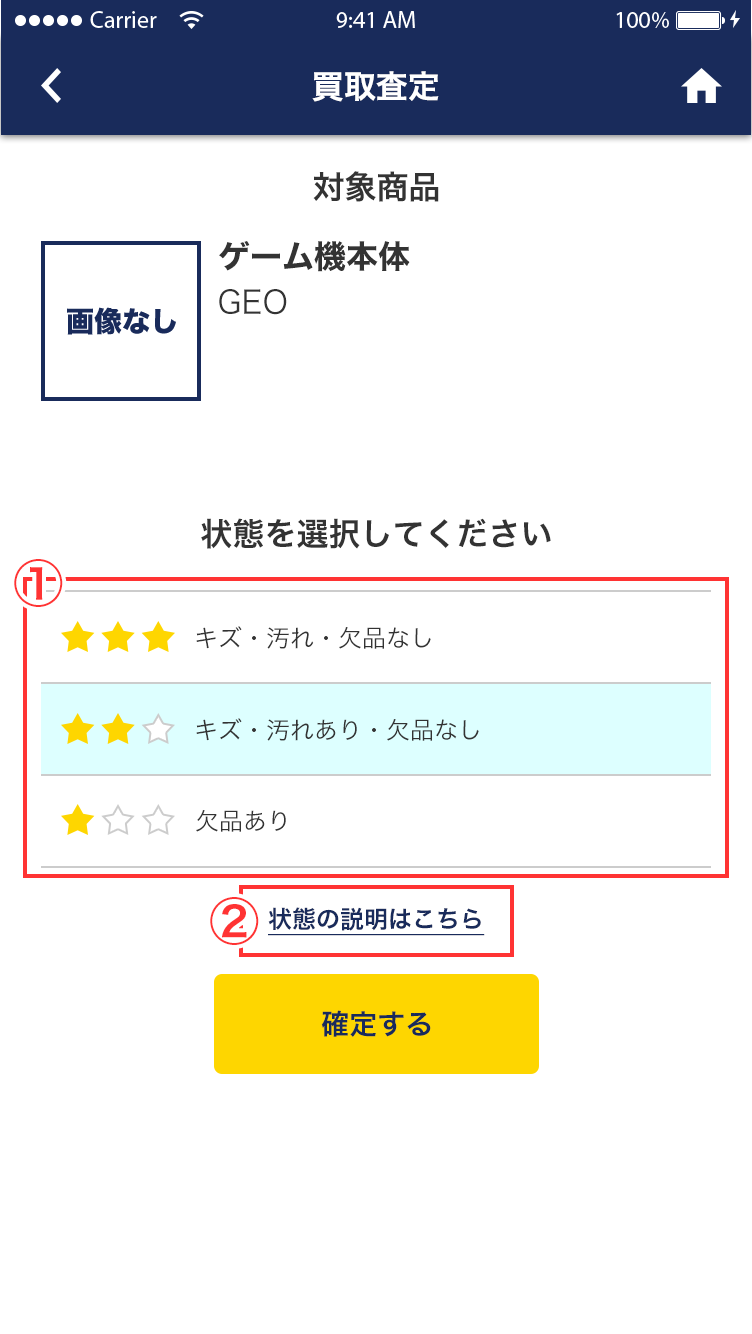 Carrier 9:41 AM 100%
買取査定
対象商品
画像なし
ゲーム機本体
GEO
状態を選択してください
①
キズ・汚れ・欠品なし
キズ・汚れあり・欠品なし
欠品あり
② 状態の説明はこちら
確定する